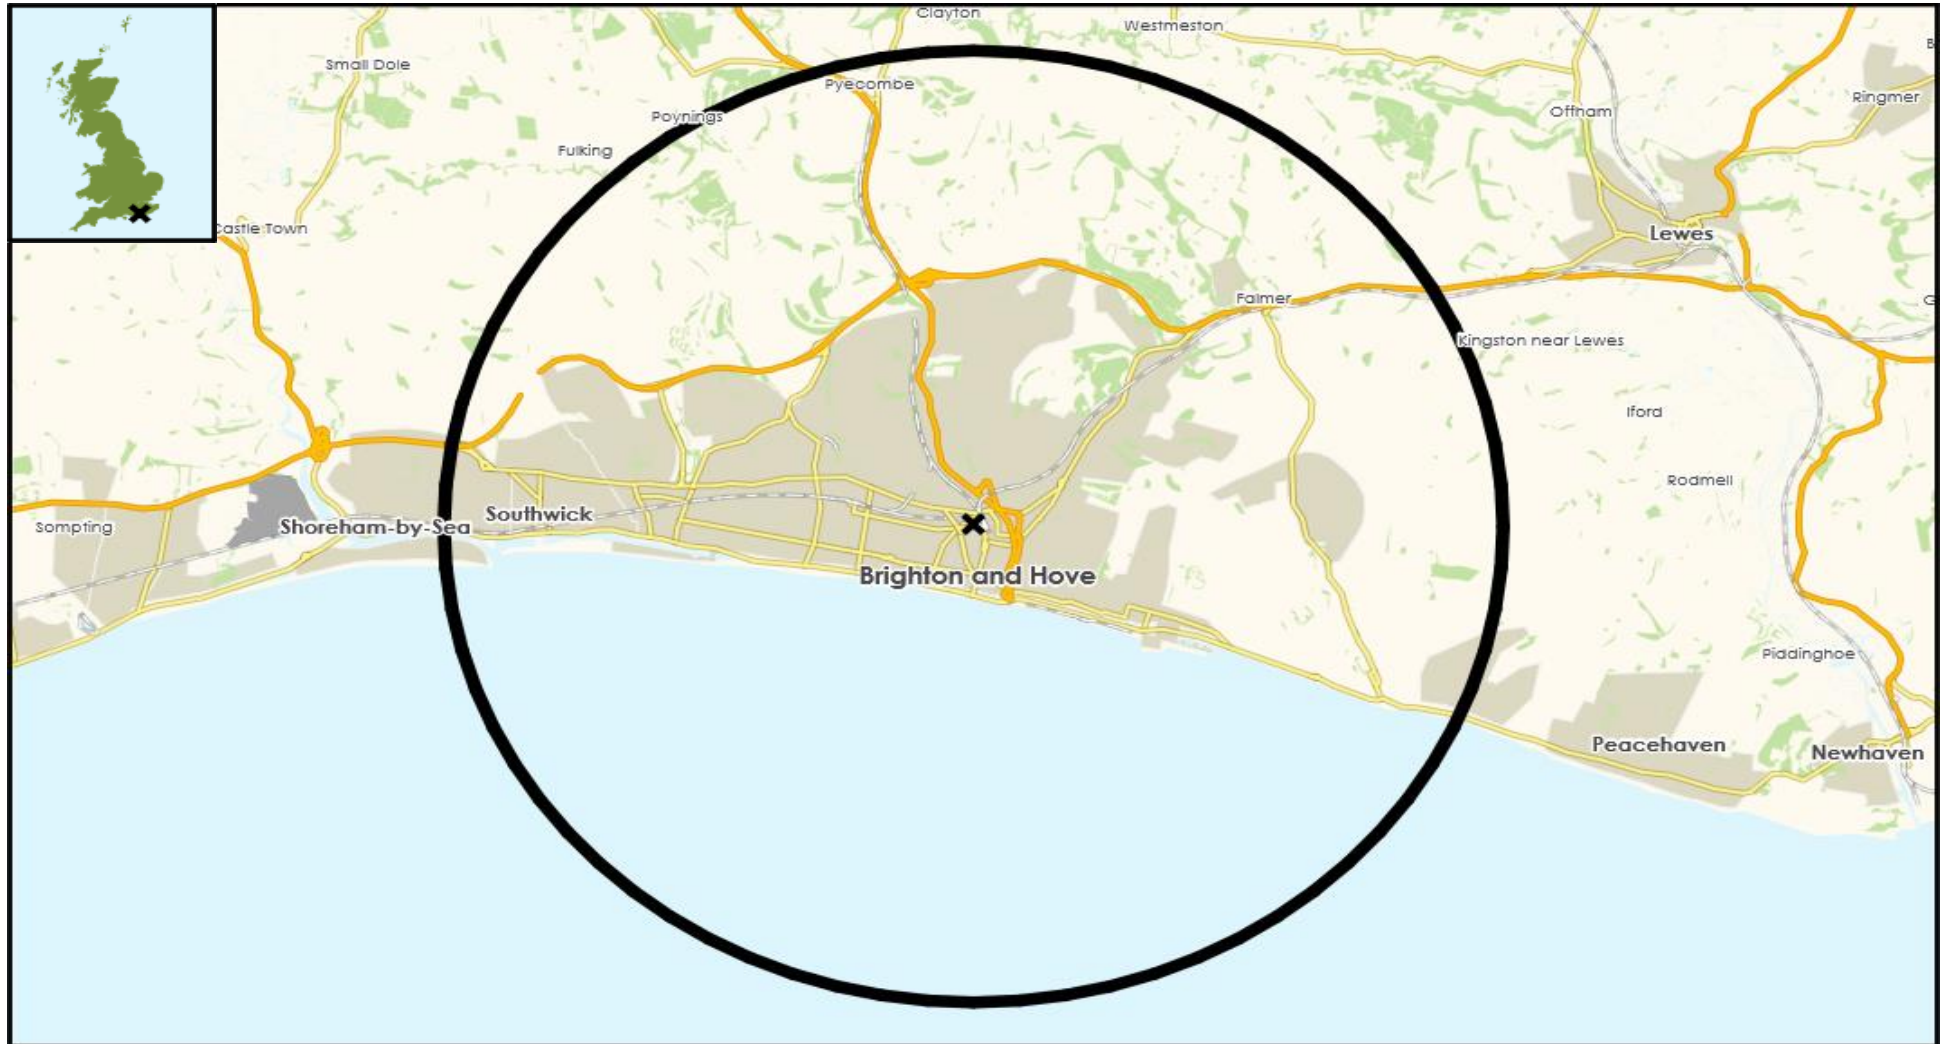 Clayton
Westmeston
Small Dole
Pyecombe
Ringmer
Offham
Poynings
Fulking
Castle Town
Lewes
Falmer
Kingston near Lewes
Iford
Rodmell
Southwick
Sompting
Shoreham-by-Sea
Brighton and Hove
Piddinghoe
Peacehaven
Newhaven